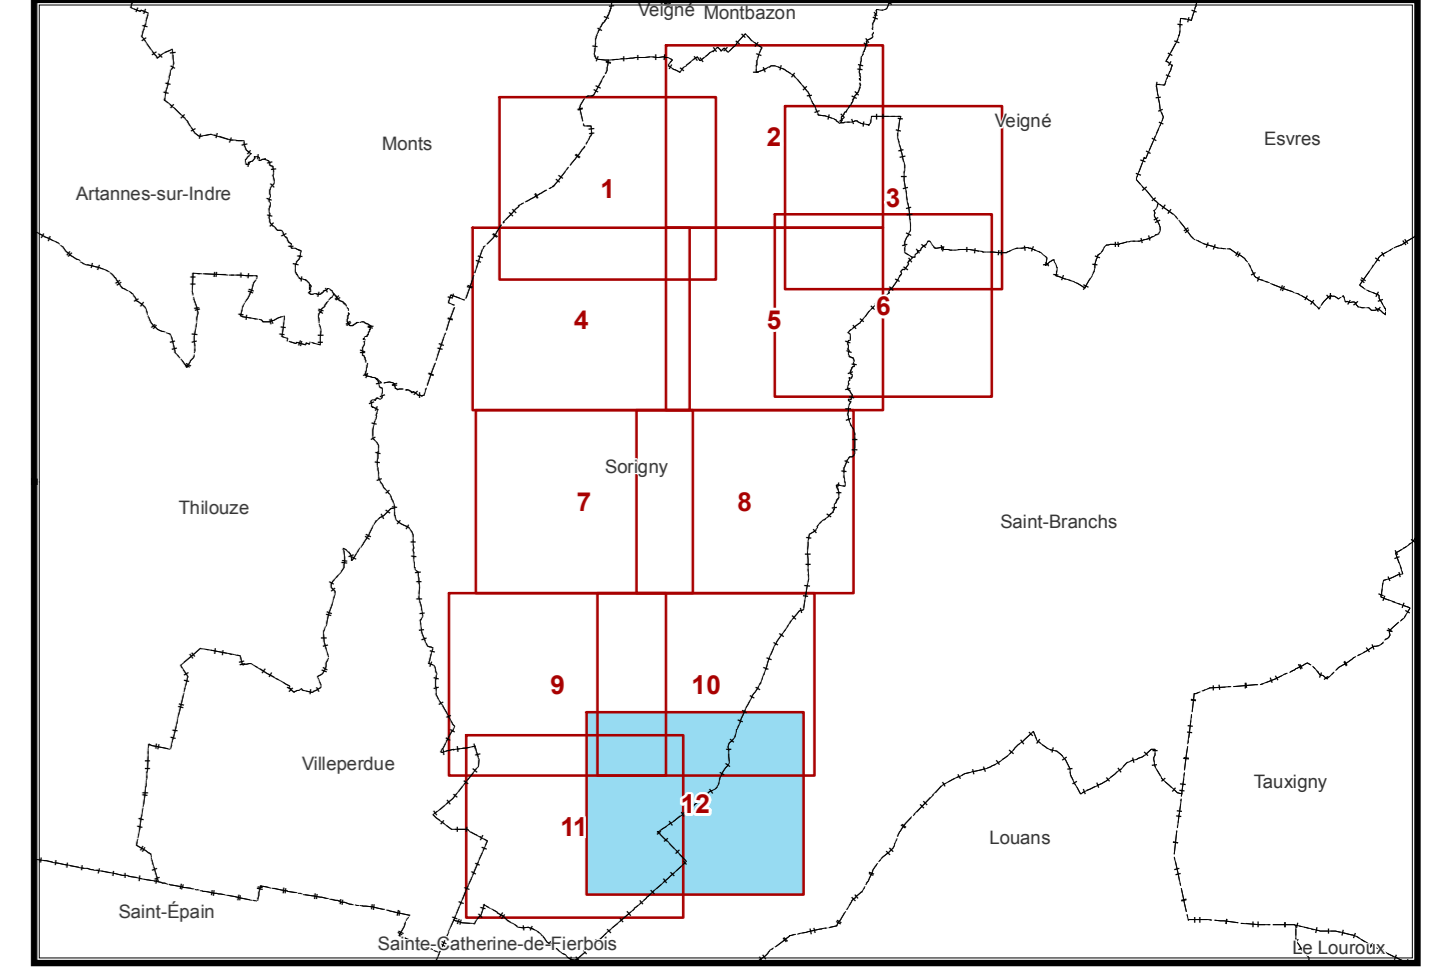 Veigné Montbazon
Monts
2
Veigné
Esvres
Artannes-sur-Indre
1
3
4
5
6
Sorigny
7
8
Thilouze
Saint-Branchs
9
10
Villeperdue
12
Tauxigny
11
Louans
Saint-Épain
Sainte-Catherine-de-Fierbois
Le Louroux